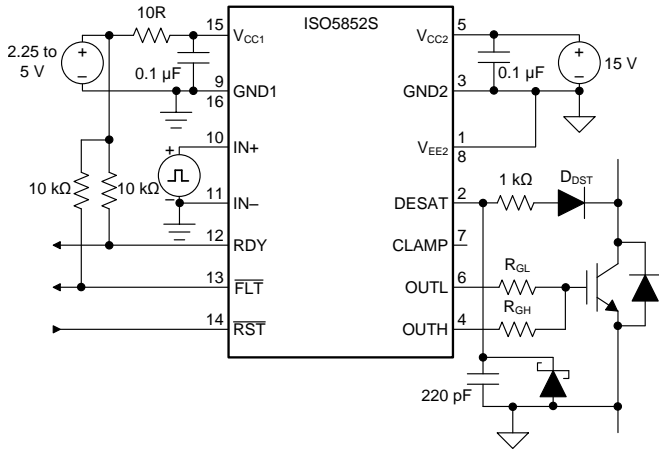 ISO5852S
10R
15
VCC1
2.25 to
5 V
0.1 µF
9
GND1
16
10
IN+
10 kΩ
10 kΩ
11
IN–
12
RDY
13
FLT
14
RST
5
VCC2
0.1 µF
15 V
3
GND2
1
VEE2
8
DDST
1 kΩ
2
DESAT
7
CLAMP
RGL
6
OUTL
RGH
4
OUTH
220 pF
+
−
+
−
+
−